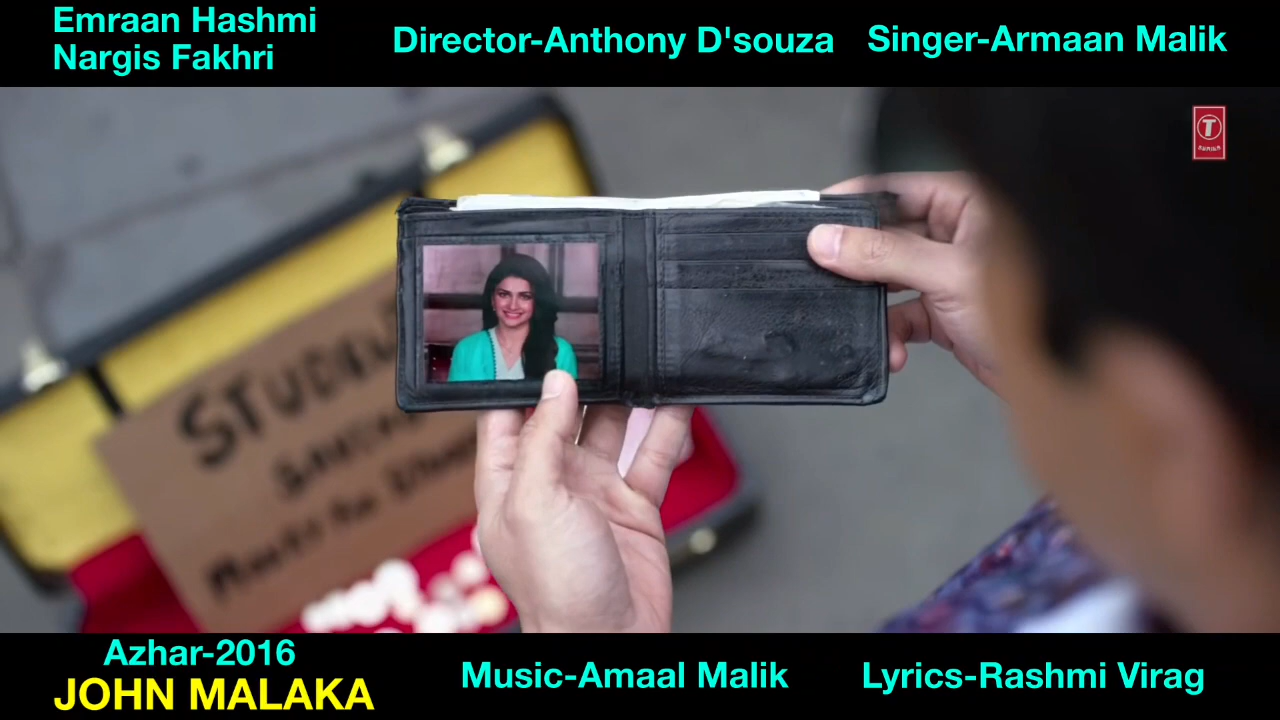 Emraan Hashmi
Nargis Fakhri
Director-Anthony D'souza
Singer-Armaan Malik
T
SERIES
STUDENT
Azhar-2016
JOHN MALAKA
Music-Amaal Malik
Lyrics-Rashmi Virag